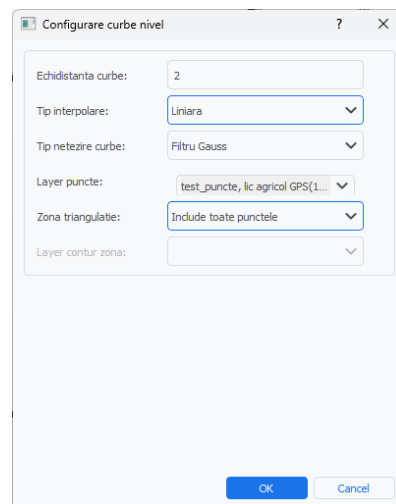 Configurare curbe nivel ?
Echidistanta curbe: 2
Tip interpolare: Liniara
Tip netezire curbe: Filtru Gauss
Layer puncte: test_puncte, lic agricol GPS(1...
Zona triangulatie: Include toate punctele
Layer contur zona:
OK Cancel